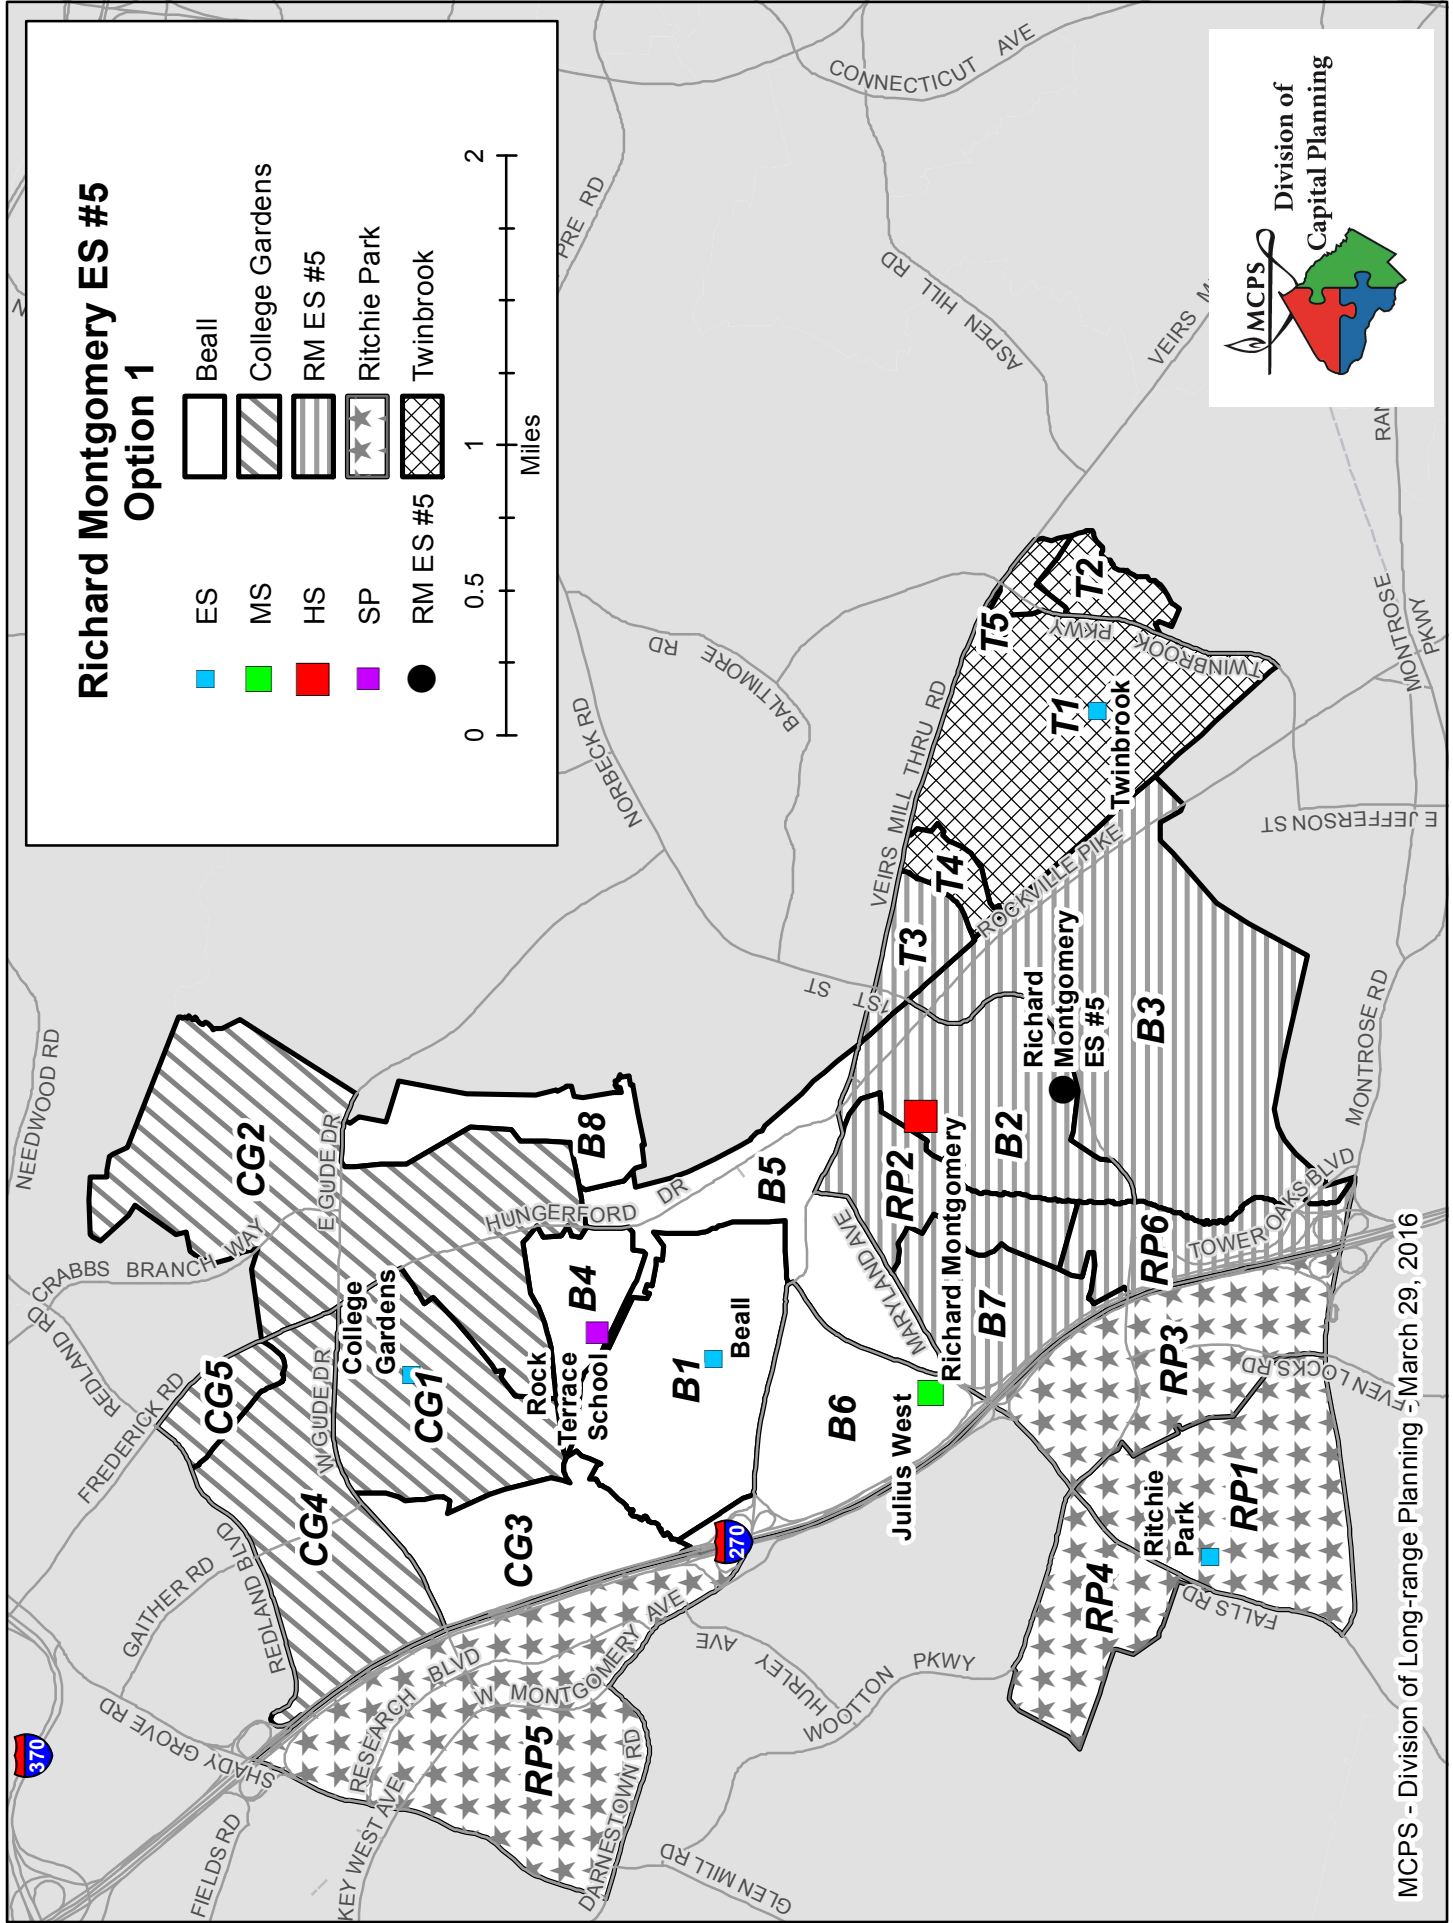 Richard Montgomery ES #5
Option 1
ES
MS
HS
SP
RM ES #5
Beall
College Gardens
RM ES #5
Ritchie Park
Twinbrook
0
0.5
1
2
Miles
NEEDWOOD RD
CRABBS BRANCH WAY
REDLAND RD
FREDERICK RD
E GUDE DR
W GUDE DR
GAITHER RD
REDLAND BLVD
SHADY GROVE RD
370
FIELDS RD
KEY WEST AVE
RESEARCH BLVD
W MONTGOMERY AVE
DARNESTOWN RD
GLEN MILL RD
HURLEY AVE
WOOTTON PKWY
FALLS RD
270
HUNGERFORD DR
MARYLAND AVE
NORBECK RD
BALTIMORE RD
1ST ST
VEIRS MILL THRU RD
ROCKVILLE PIKE
TWINBROOK PKWY
ASPEN HILL RD
CONNECTICUT AVE
PRE RD
VEIRS M
RAN
MONTROSE PKWY
E JEFFERSON ST
MONTROSE RD
TOWER OAKS BLVD
EVEN LOCKS RD
N
CG2
CG5
CG4
CG1
CG3
College
Gardens
B8
B4
Rock
Terrace
School
B1
Beall
B5
B6
Julius West
Richard Montgomery
RP2
B2
B7
B3
Richard
Montgomery
ES #5
T3
T4
T1
Twinbrook
T5
T2
RP6
RP3
RP1
Ritchie
Park
RP4
RP5
MCPS
Division of
Capital Planning
MCPS - Division of Long-range Planning - March 29, 2016